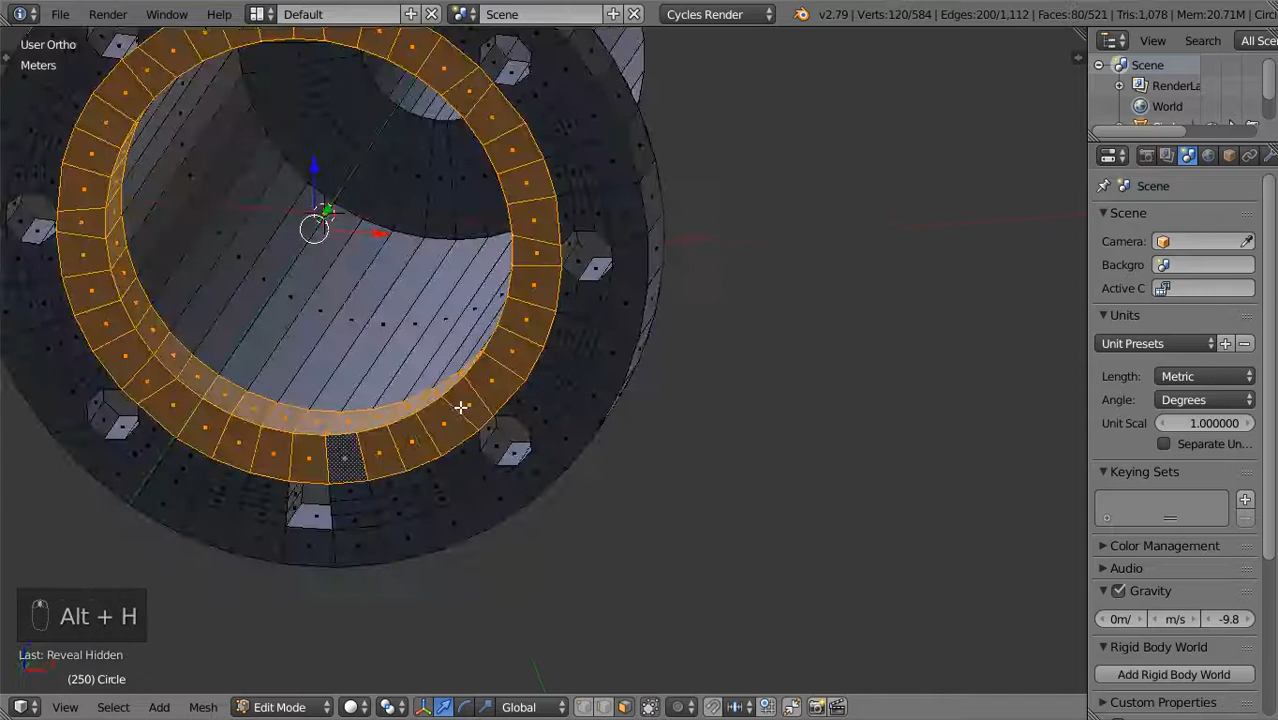 File Render Window Help Default Scene Cycles Render v2.79 | Verts:120/584 | Edges:200/1,112 | Faces:80/521 | Tris:1,078 | Mem:20.71M | Circl
User Ortho
Meters
View Search All Sce
Scene
RenderLa
World
Scene
Scene
Camera:
Backgro
Active C
Units
Unit Presets
Length: Metric
Angle: Degrees
Unit Scal 1.000000
Separate Un...
Keying Sets
Color Management
Audio
Gravity
0m/ m/s -9.8
Rigid Body World
Add Rigid Body World
Custom Properties
Alt + H
Last: Reveal Hidden
(250) Circle
View Select Add Mesh Edit Mode Global